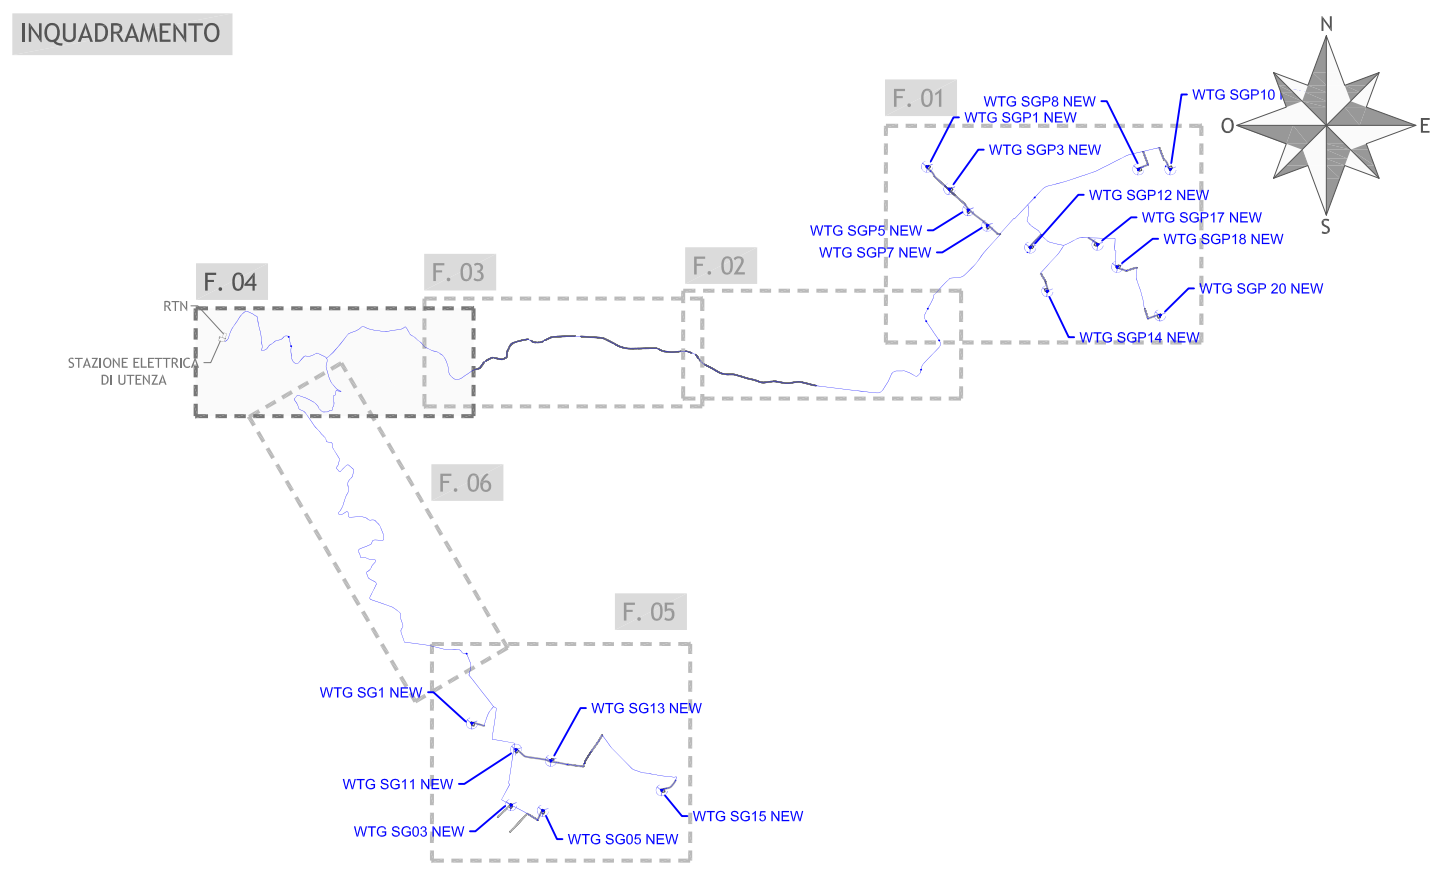 INQUADRAMENTO
N
O
E
S
F. 01
WTG SGP8 NEW
WTG SGP10
WTG SGP1 NEW
WTG SGP3 NEW
WTG SGP12 NEW
WTG SGP17 NEW
WTG SGP5 NEW
WTG SGP18 NEW
WTG SGP7 NEW
WTG SGP 20 NEW
WTG SGP14 NEW
F. 02
F. 03
F. 04
RTN
STAZIONE ELETTRICA
DI UTENZA
F. 06
F. 05
WTG SG1 NEW
WTG SG13 NEW
WTG SG11 NEW
WTG SG15 NEW
WTG SG03 NEW
WTG SG05 NEW